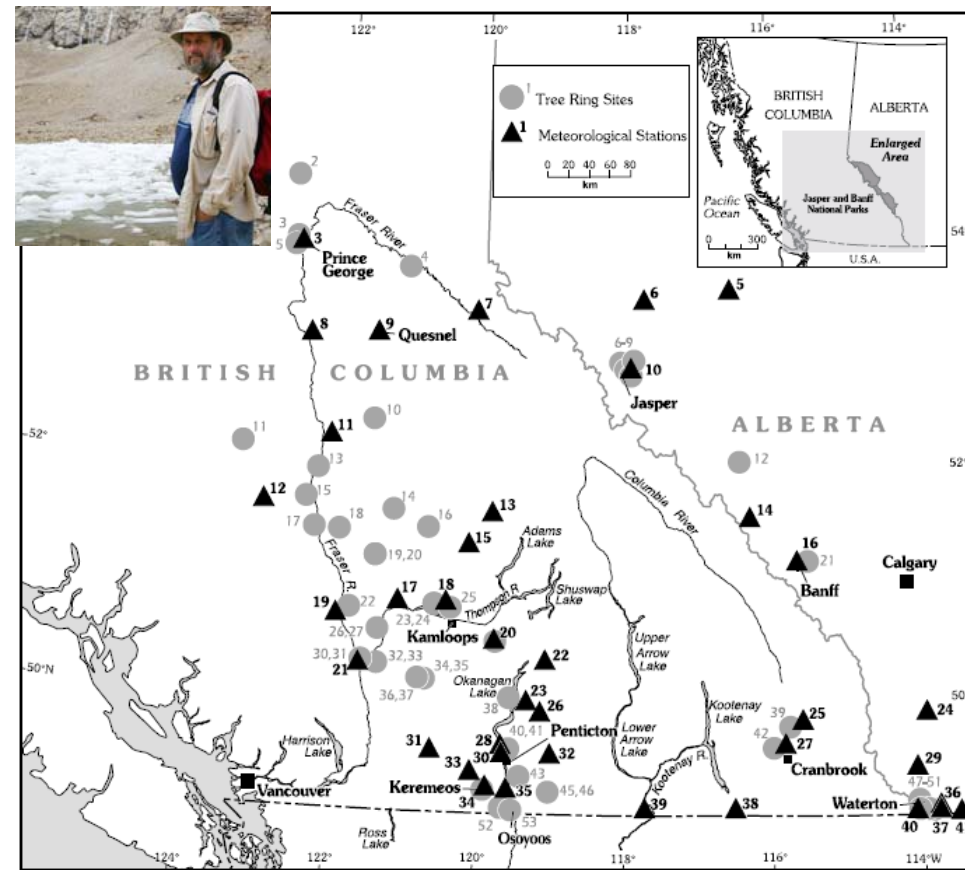 122°
120°
118°
116°
114°
1
Tree Ring Sites
1
Meteorological Stations
0 20 40 60 80
km
BRITISH
COLUMBIA
ALBERTA
Enlarged
Area
Jasper and Banff
National Parks
Pacific
Ocean
0 300
km
U.S.A.
2
3
5
3
Prince
George
Fraser River
4
54
5
6
7
8
9
Quesnel
6-9
10
Jasper
BRITISH COLUMBIA
ALBERTA
10
11
11
52°
52°
12
13
12
15
14
13
14
17
18
16
15
Adams
Lake
Columbia
River
16
21
Banff
Calgary
19,20
Fraser R.
Shuswap
Lake
17
18
25
Thompson R.
19
22
23,24
Kamloops
26,27
20
Upper
Arrow
Lake
30,31
32,33
21
34,35
22
50°N
50
36,37
Okanagan
Lake
38
23
26
Kootenay
Lake
39
25
24
40,41
Penticton
42
27
Cranbrook
Harrison
Lake
31
28
30
32
Lower
Arrow
Lake
29
33
43
Kootenay R.
47-51
Vancouver
Keremeos
35
45,46
Waterton
36
34
39
38
40
37
4
52
53
Ross
Lake
Osoyoos
124°
122°
120°
118°
116°
114°W